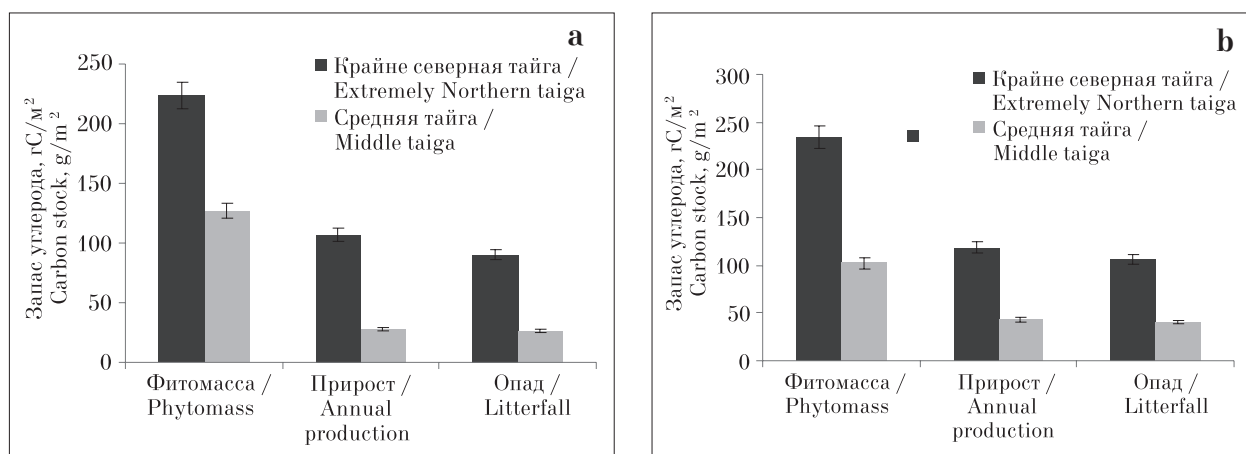 a
250
200
150
100
50
0
Запас углерода, гС/м²
Carbon stock, g/m²
Крайне северная тайга /
Extremely Northern taiga
Средняя тайга /
Middle taiga
Фитомасса /
Phytomass
Прирост /
Annual
production
Опад /
Litterfall
b
300
250
200
150
100
50
0
Запас углерода, гС/м²
Carbon stock, g/m²
Крайне северная тайга /
Extremely Northern taiga
Средняя тайга /
Middle taiga
Фитомасса /
Phytomass
Прирост /
Annual
production
Опад /
Litterfall